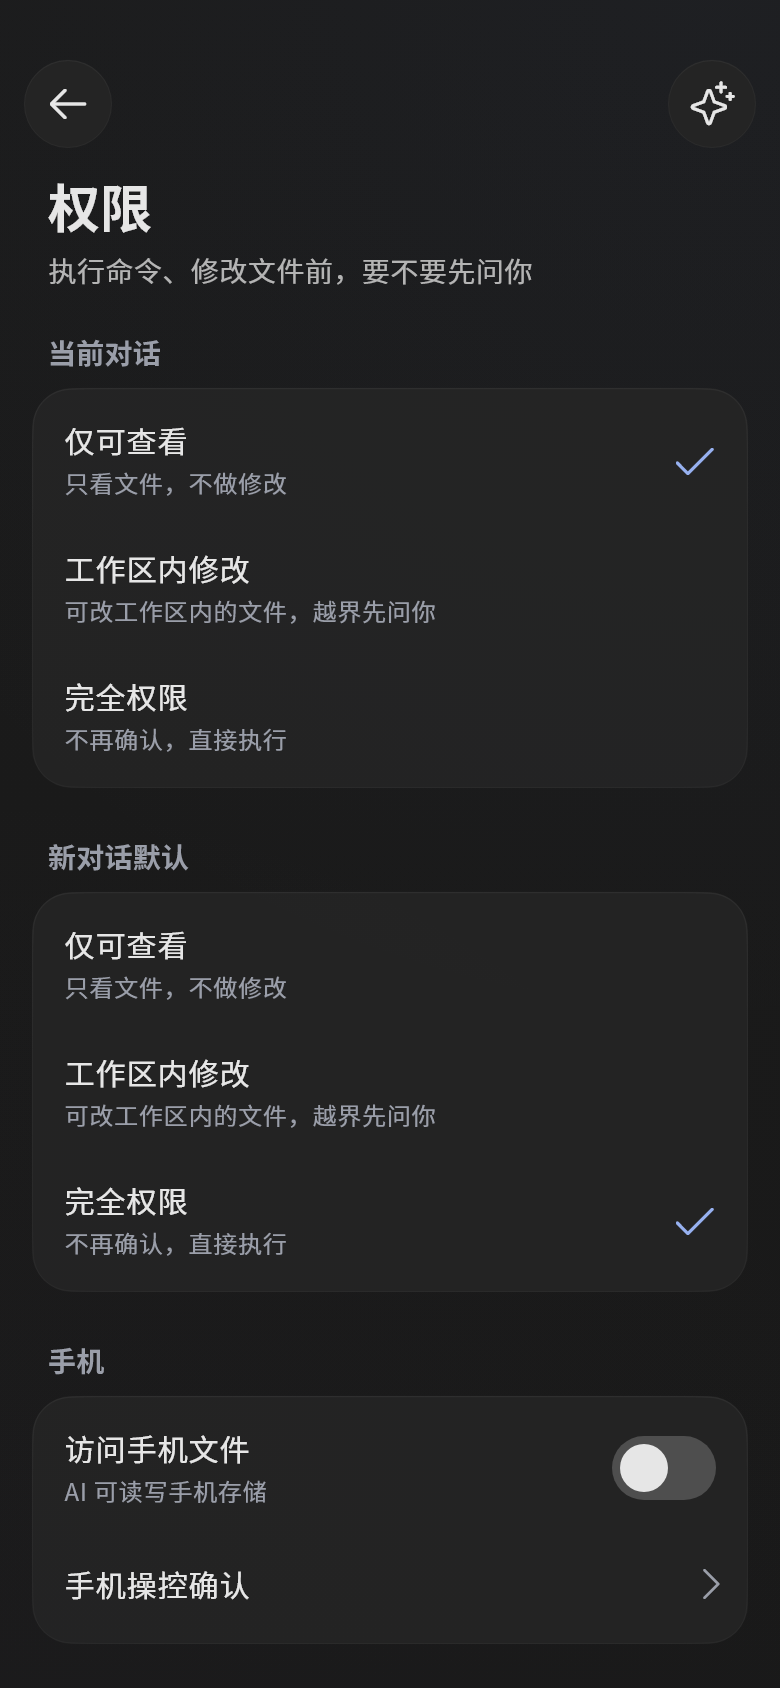 权限
执行命令、修改文件前，要不要先问你
当前对话
仅可查看
只看文件，不做修改
工作区内修改
可改工作区内的文件，越界先问你
完全权限
不再确认，直接执行
新对话默认
仅可查看
只看文件，不做修改
工作区内修改
可改工作区内的文件，越界先问你
完全权限
不再确认，直接执行
手机
访问手机文件
AI 可读写手机存储
手机操控确认